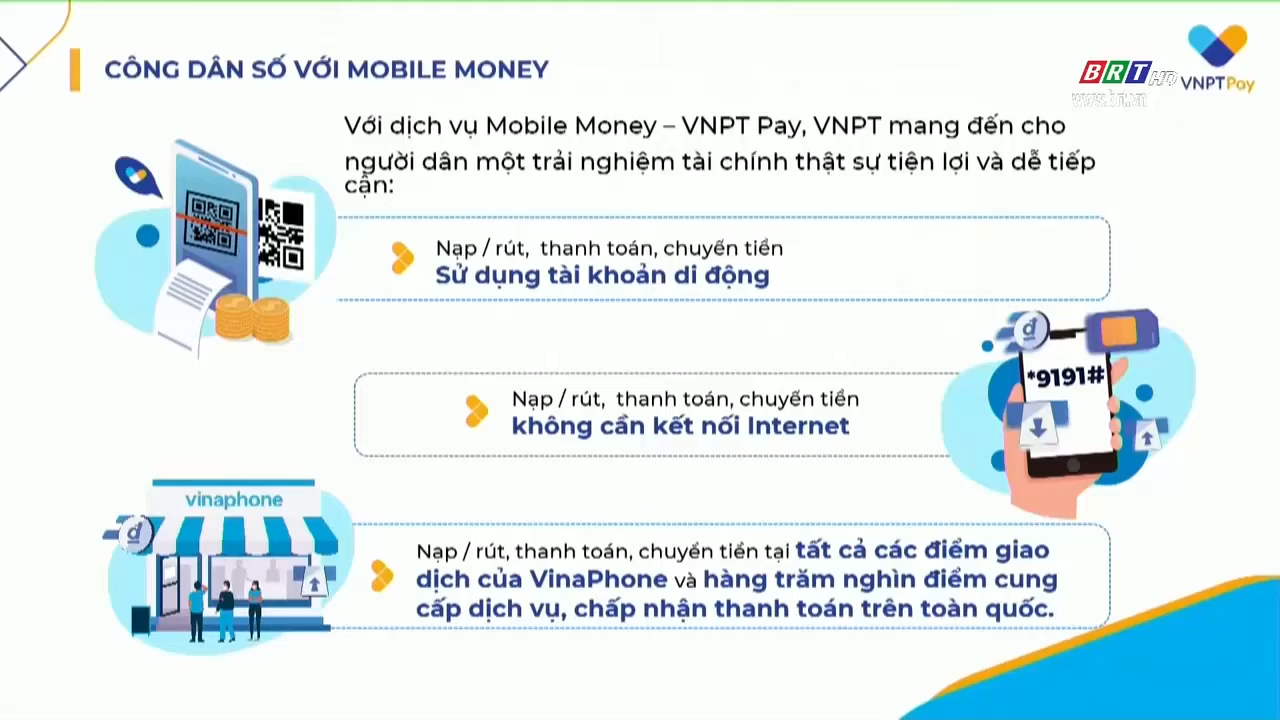 CÔNG DÂN SỐ VỚI MOBILE MONEY
BRT HD
www.brt.vn
VNPT Pay
Với dịch vụ Mobile Money – VNPT Pay, VNPT mang đến cho
người dân một trải nghiệm tài chính thật sự tiện lợi và dễ tiếp
cận:
Nạp / rút, thanh toán, chuyển tiền
Sử dụng tài khoản di động
*9191#
Nạp / rút, thanh toán, chuyển tiền
không cần kết nối Internet
vinaphone
Nạp / rút, thanh toán, chuyển tiền tại tất cả các điểm giao
dịch của VinaPhone và hàng trăm nghìn điểm cung
cấp dịch vụ, chấp nhận thanh toán trên toàn quốc.